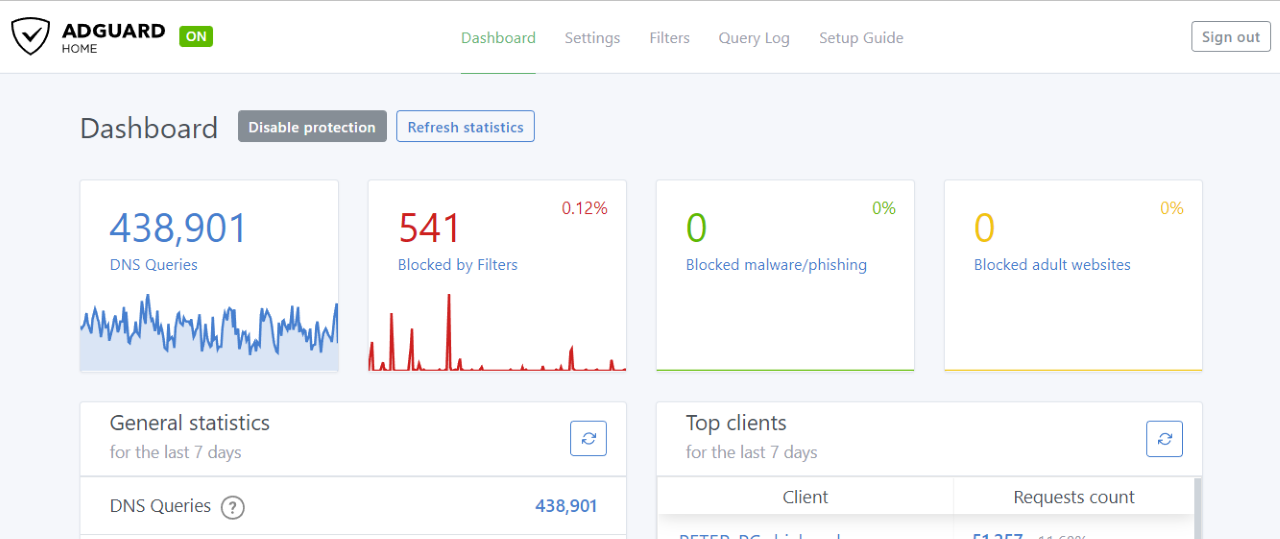 ADGUARD
HOME
ON
Dashboard Settings Filters Query Log Setup Guide
Sign out
Dashboard Disable protection Refresh statistics
438,901
DNS Queries
0.12%
541
Blocked by Filters
0%
0
Blocked malware/phishing
0%
0
Blocked adult websites
General statistics
for the last 7 days
DNS Queries ? 438,901
Top clients
for the last 7 days
Client Requests count
51,257